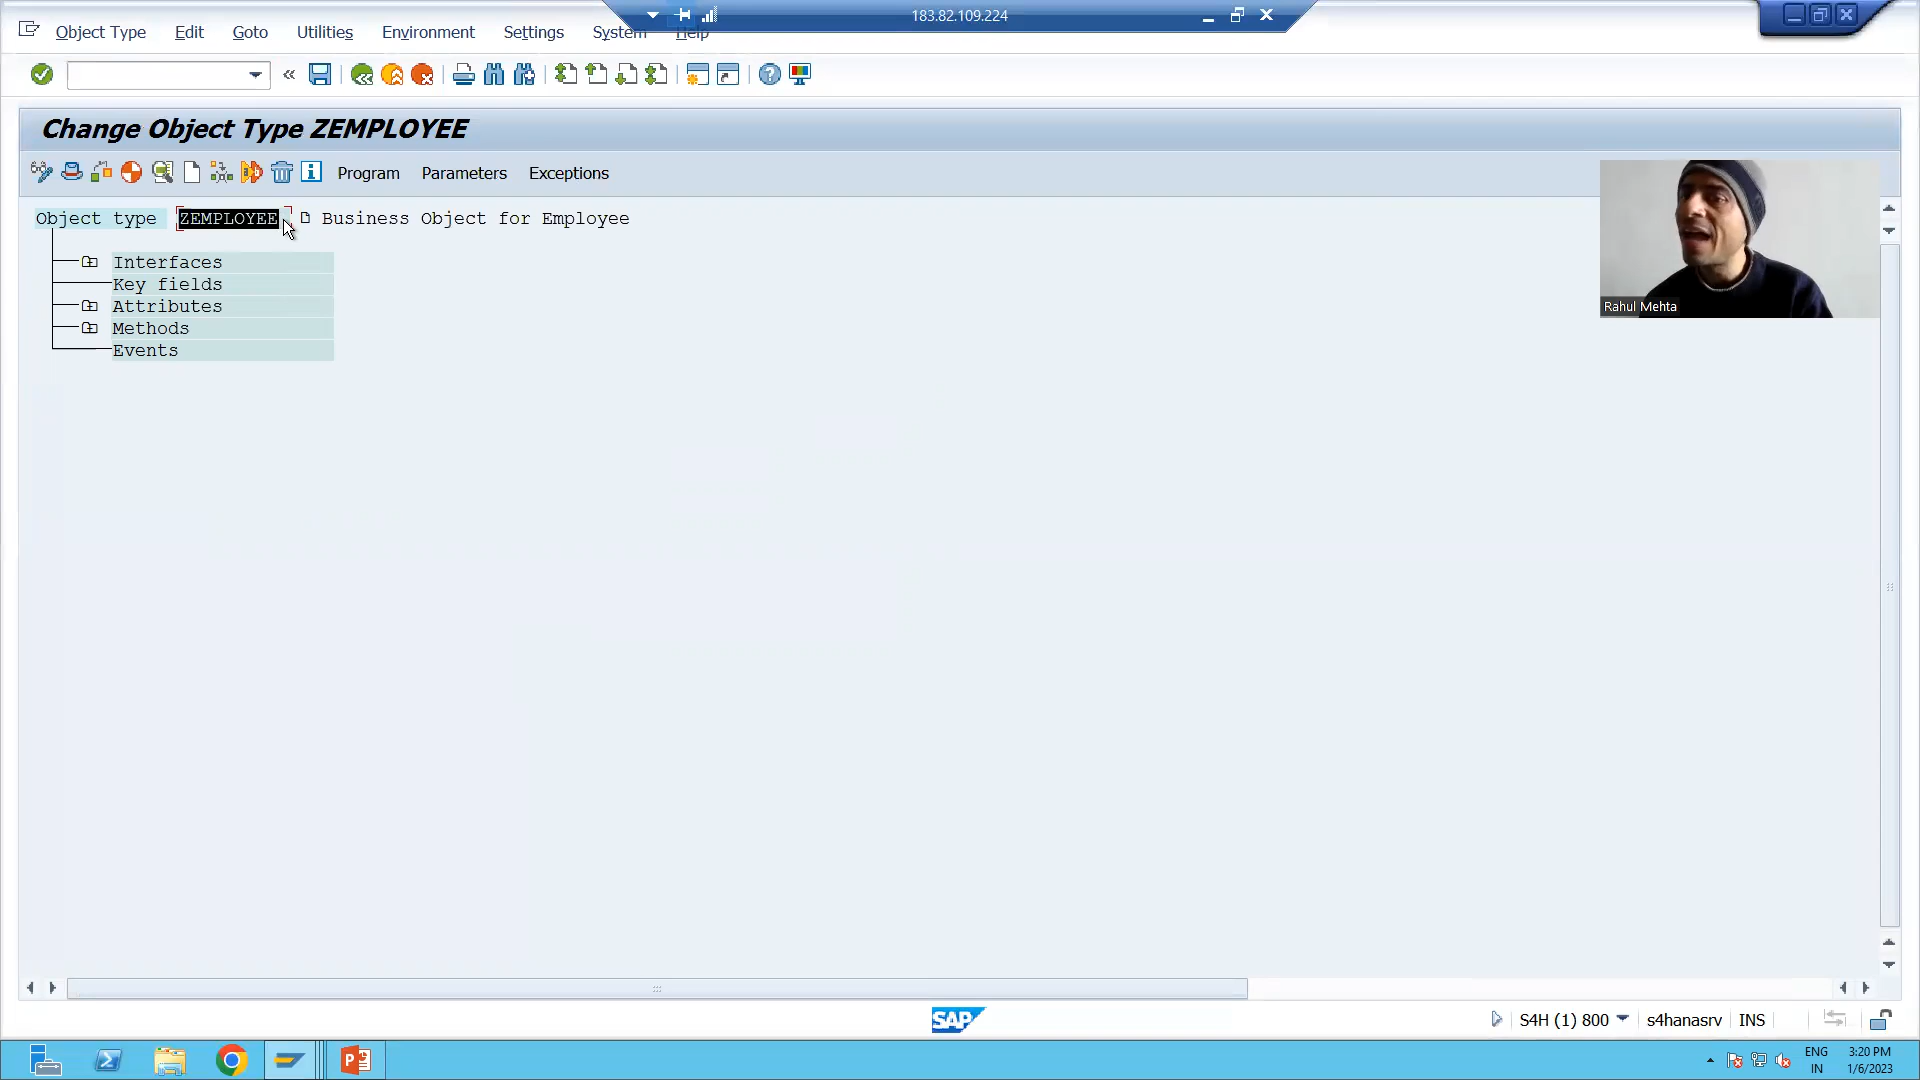 183.82.109.224
Object Type Edit Goto Utilities Environment Settings System Help
Change Object Type ZEMPLOYEE
Program Parameters Exceptions
Object type ZEMPLOYEE Business Object for Employee
Interfaces
Key fields
Attributes
Methods
Events
Rahul Mehta
SAP
S4H (1) 800 s4hanasrv INS
ENG
IN
3:20 PM
1/6/2023